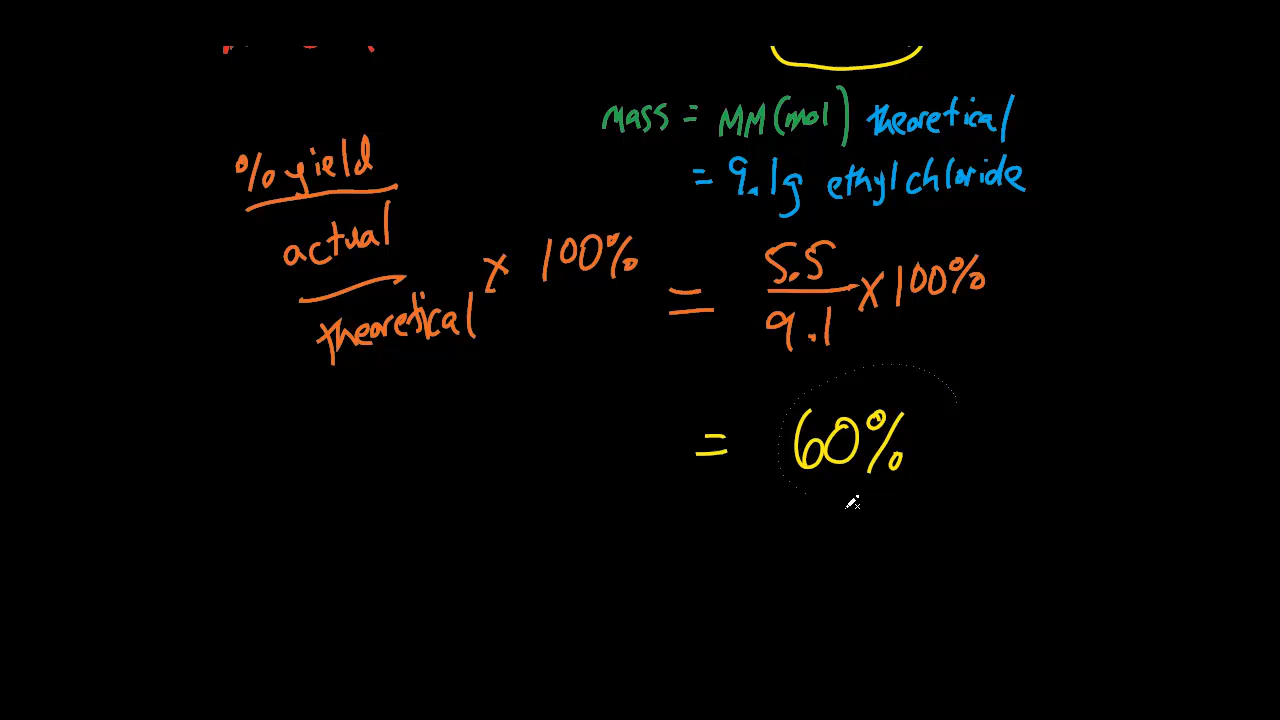 mass = MM(mol) theoretical
= 9.1g ethylchloride
% yield
actual
theoretical
x 100%
=
5.5
9.1
x 100%
= 60%